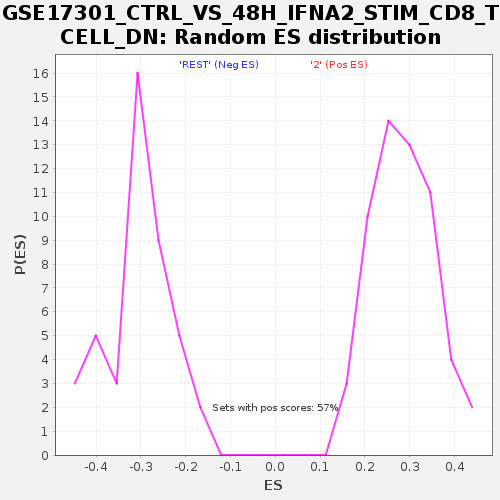 GSE17301_CTRL_VS_48H_IFNA2_STIM_CD8_T
CELL_DN: Random ES distribution
'REST' (Neg ES) '2' (Pos ES)
16
15
14
13
12
11
10
9
8
7
6
5
4
3
2
1
0
P(ES)
Sets with pos scores: 57%
-0.4 -0.3 -0.2 -0.1 0.0 0.1 0.2 0.3 0.4
ES